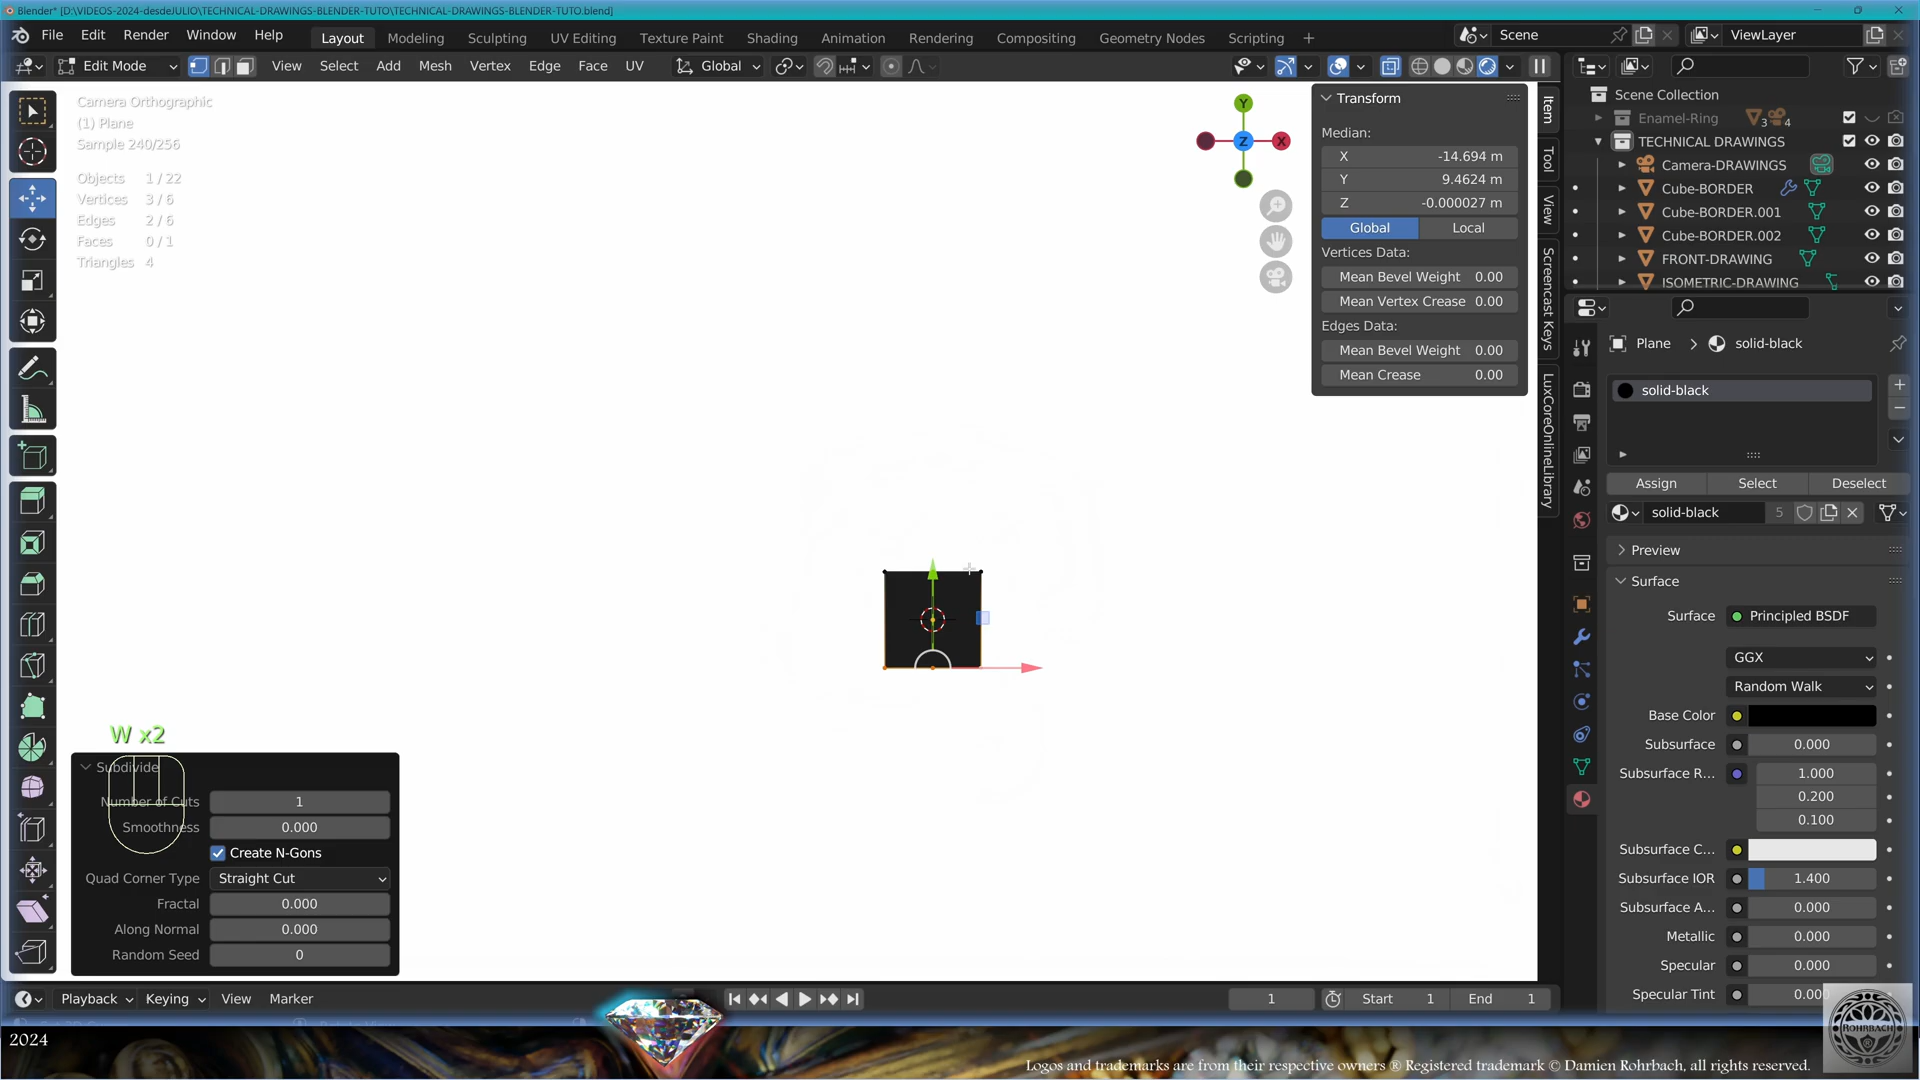 Blender* [D:\VIDEOS-2024-desdeJULIO\TECHNICAL-DRAWINGS-BLENDER-TUTO\TECHNICAL-DRAWINGS-BLENDER-TUTO.blend]
File Edit Render Window Help Layout Modeling Sculpting UV Editing Texture Paint Shading Animation Rendering Compositing Geometry Nodes Scripting + Scene ViewLayer
Edit Mode View Select Add Mesh Vertex Edge Face UV Global
Camera Orthographic
(1) Plane
Sample 240/256
Objects 1 / 22
Vertices 3 / 6
Edges 2 / 6
Faces 0 / 1
Triangles 4
Y
Z
X
Transform
Median:
X -14.694 m
Y 9.4624 m
Z -0.000027 m
Global Local
Vertices Data:
Mean Bevel Weight 0.00
Mean Vertex Crease 0.00
Edges Data:
Mean Bevel Weight 0.00
Mean Crease 0.00
Item
Tool
View
Screencast Keys
LuxCoreOnlineLibrary
Scene Collection
Enamel-Ring 3 4
TECHNICAL DRAWINGS
Camera-DRAWINGS
Cube-BORDER
Cube-BORDER.001
Cube-BORDER.002
FRONT-DRAWING
ISOMETRIC-DRAWING
Plane > solid-black
solid-black
Assign Select Deselect
solid-black 5
Preview
Surface
Surface Principled BSDF
GGX
Random Walk
Base Color
Subsurface 0.000
Subsurface R... 1.000
0.200
0.100
Subsurface C...
Subsurface IOR 1.400
Subsurface A... 0.000
Metallic 0.000
Specular 0.000
Specular Tint 0.000
W x2
Subdivide
Number of Cuts 1
Smoothness 0.000
Create N-Gons
Quad Corner Type Straight Cut
Fractal 0.000
Along Normal 0.000
Random Seed 0
Playback Keying View Marker 1 Start 1 End 1
2024
ROHRBACH
®
Logos and trademarks are from their respective owners ® Registered trademark © Damien Rohrbach, all rights reserved.